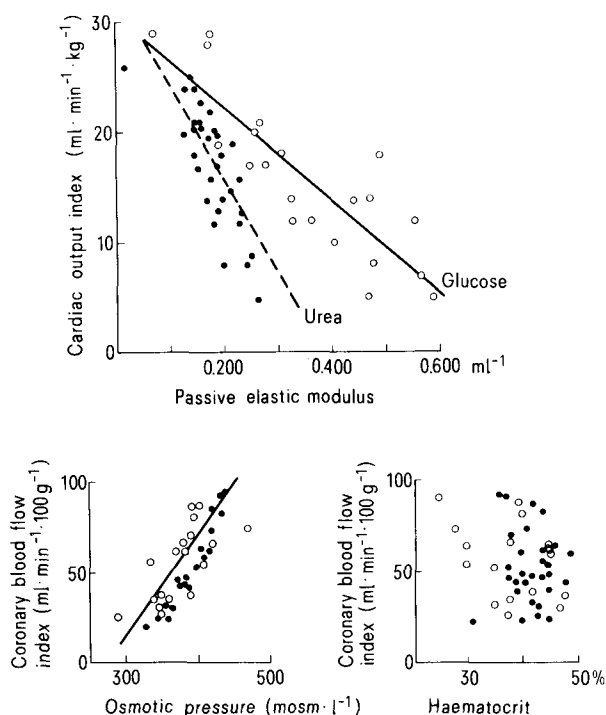 Cardiac output index (ml·min⁻¹·kg⁻¹)
30
20
10
0
0.200
0.400
0.600 ml⁻¹
Glucose
Urea
Passive elastic modulus
Coronary blood flow
index (ml·min⁻¹·100g⁻¹)
100
50
0
300
500
Osmotic pressure (mosm·l⁻¹)
Coronary blood flow
index (ml·min⁻¹·100g⁻¹)
100
50
0
30
50%
Haematocrit